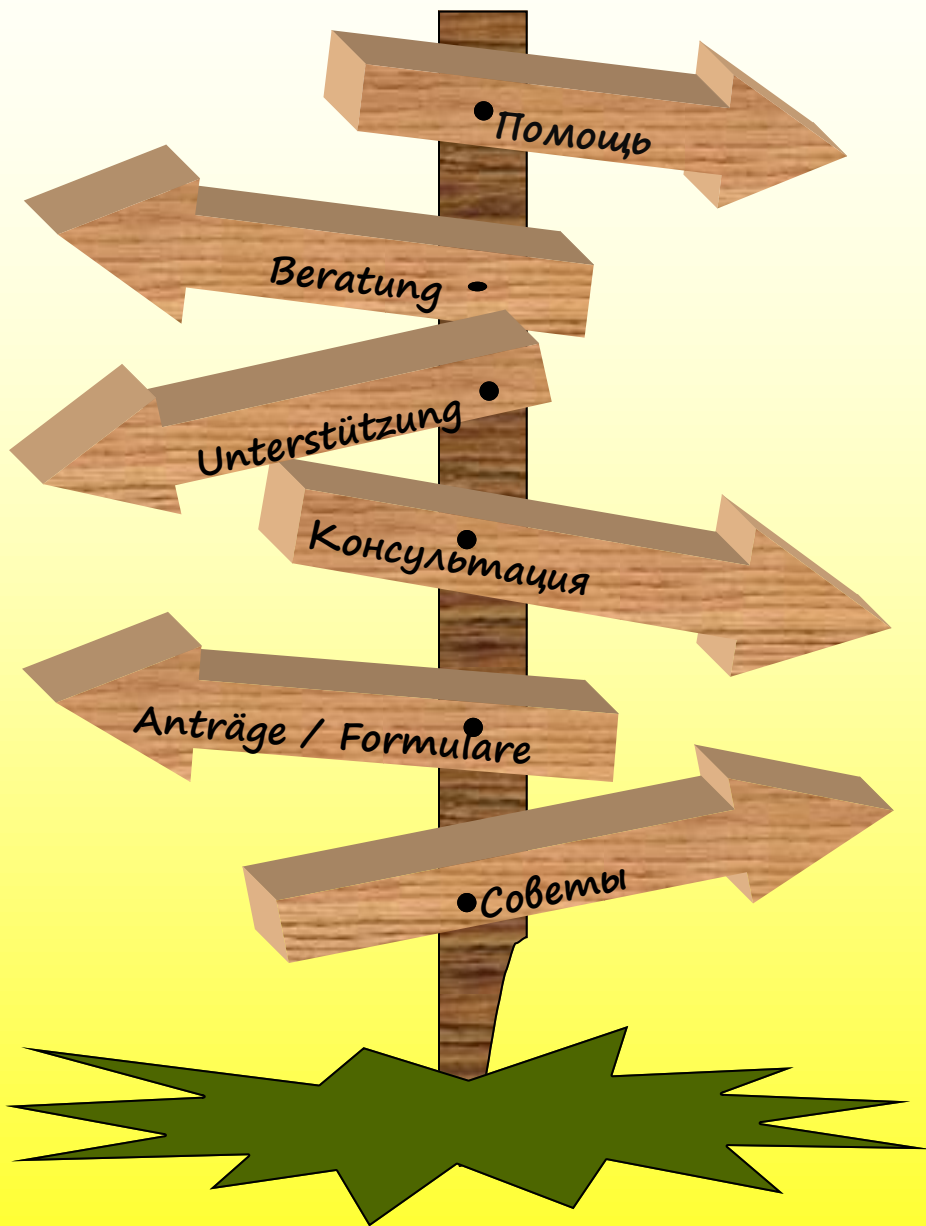 Помощь
Beratung
Unterstützung
Консультация
Anträge / Formulare
Советы